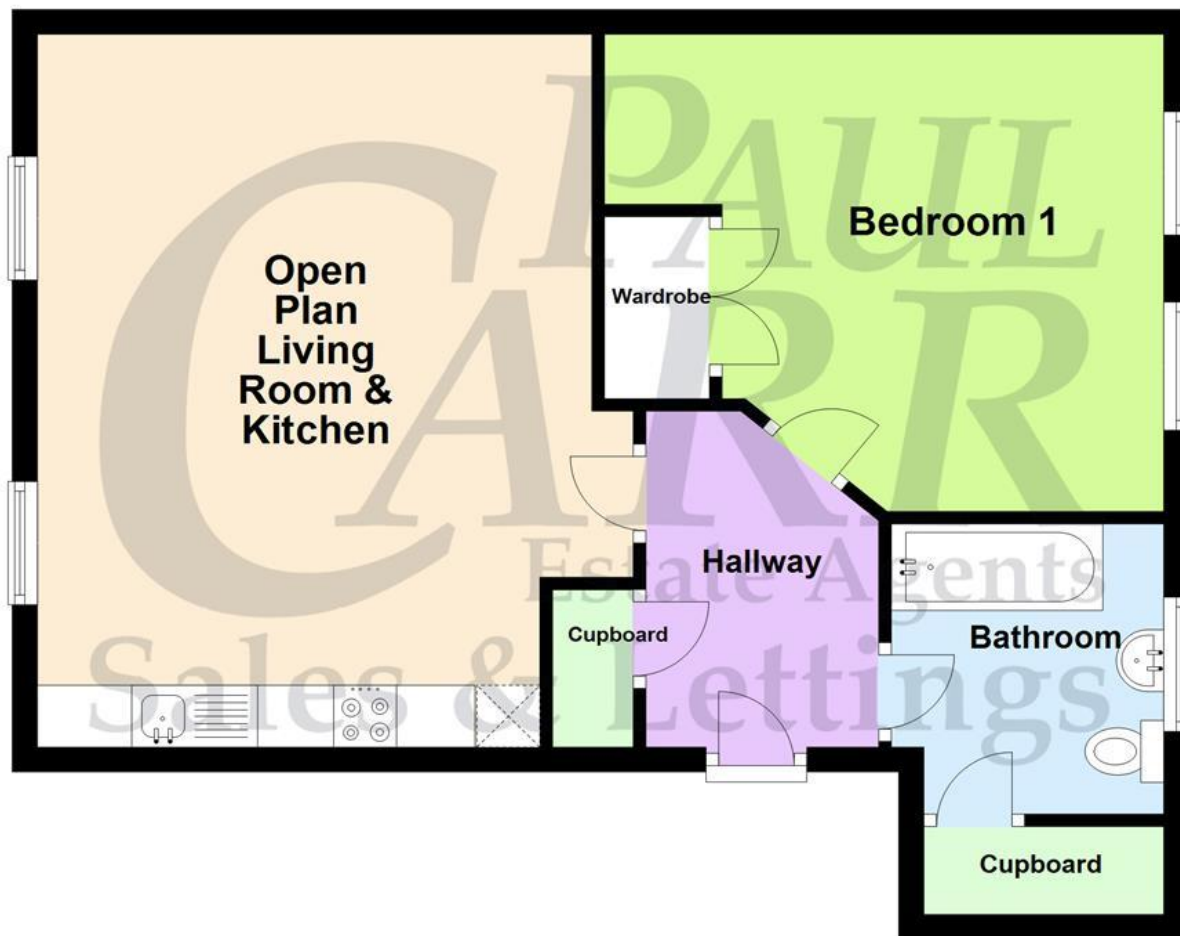 PAUL
CARR
Estate Agents
Sales & Lettings
Open
Plan
Living
Room &
Kitchen
Bedroom 1
Wardrobe
Hallway
Cupboard
Bathroom
Cupboard